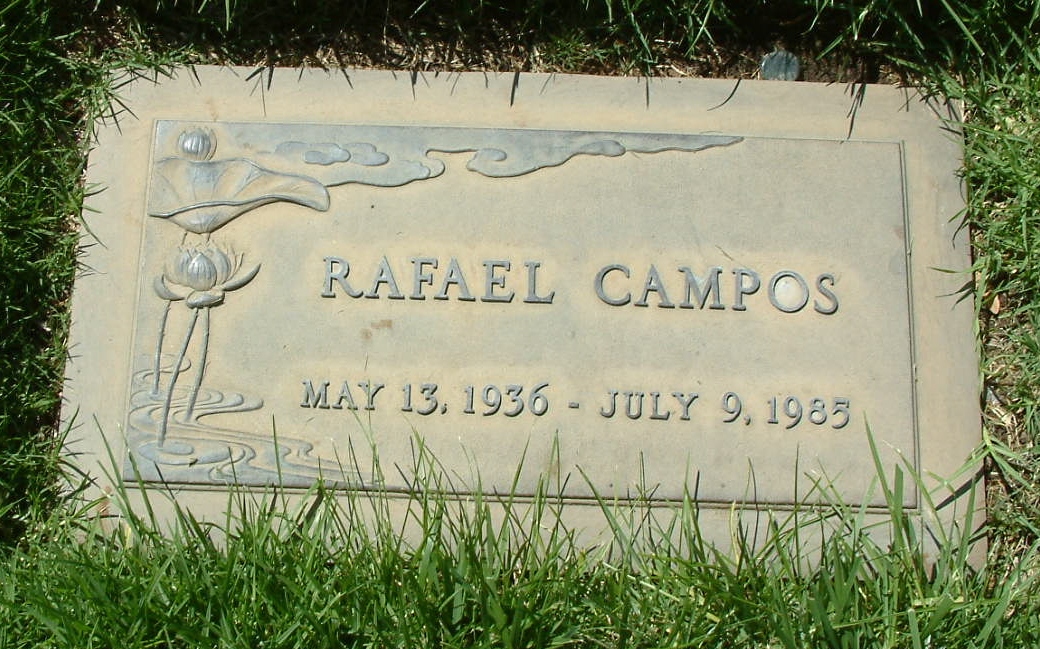 RAFAEL CAMPOS
MAY 13, 1936 - JULY 9, 1985